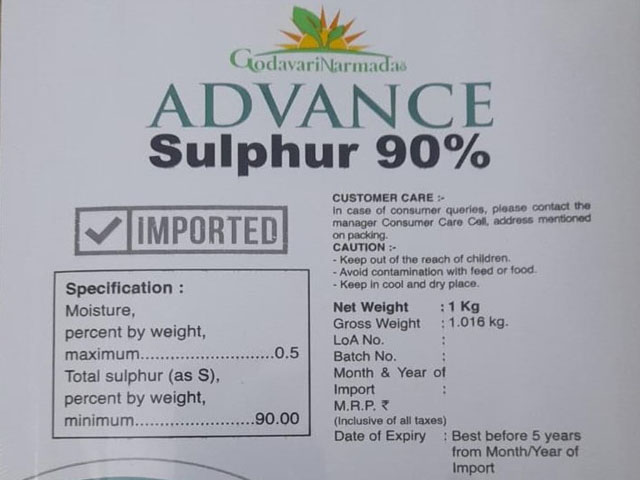 GodavariNarmadas
ADVANCE
Sulphur 90%
IMPORTED
Specification :
Moisture,
percent by weight,
maximum..........................0.5
Total sulphur (as S),
percent by weight,
minimum........................90.00
CUSTOMER CARE :-
In case of consumer queries, please contact the
manager Consumer Care Cell, address mentioned
on packing.
CAUTION :-
- Keep out of the reach of children.
- Avoid contamination with feed or food.
- Keep in cool and dry place.
Net Weight : 1 Kg
Gross Weight : 1.016 kg.
LoA No. :
Batch No. :
Month & Year of
Import :
M.R.P. ₹
(Inclusive of all taxes)
Date of Expiry : Best before 5 years
from Month/Year of
Import